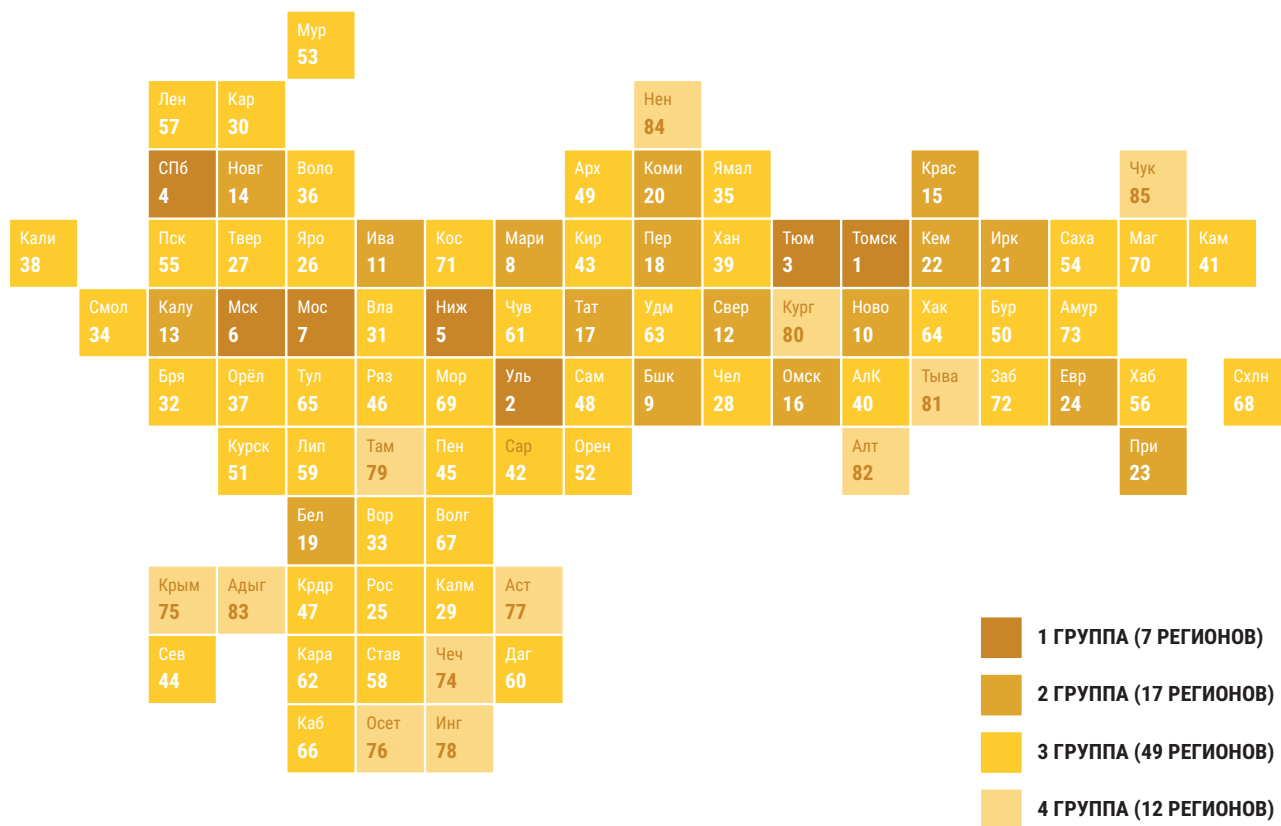 Мур
53
Лен Кар Нен
57 30 84
СПб Новг Воло Арх Коми Ямал Крас Чук
4 14 36 49 20 35 15 85
Кали Пск Твер Яро Ива Кос Мари Кир Пер Хан Тюм Томск Кем Ирк Саха Маг Кам
38 55 27 26 11 71 8 43 18 39 3 1 22 21 54 70 41
Смол Калу Мск Мос Вла Ниж Чув Тат Удм Свер Кург Ново Хак Бур Амур
34 13 6 7 31 5 61 17 63 12 80 10 64 50 73
Бря Орёл Тул Ряз Мор Уль Сам Бшк Чел Омск АлК Тыва Заб Евр Хаб Схлн
32 37 65 46 69 2 48 9 28 16 40 81 72 24 56 68
Курск Лип Там Пен Сар Орен Алт При
51 59 79 45 42 52 82 23
Бел Вор Волг
19 33 67
Крым Адыг Крдр Рос Калм Аст
75 83 47 25 29 77
Сев Кара Став Чеч Даг
44 62 58 74 60
Каб Осет Инг
66 76 78
1 ГРУППА (7 РЕГИОНОВ)
2 ГРУППА (17 РЕГИОНОВ)
3 ГРУППА (49 РЕГИОНОВ)
4 ГРУППА (12 РЕГИОНОВ)